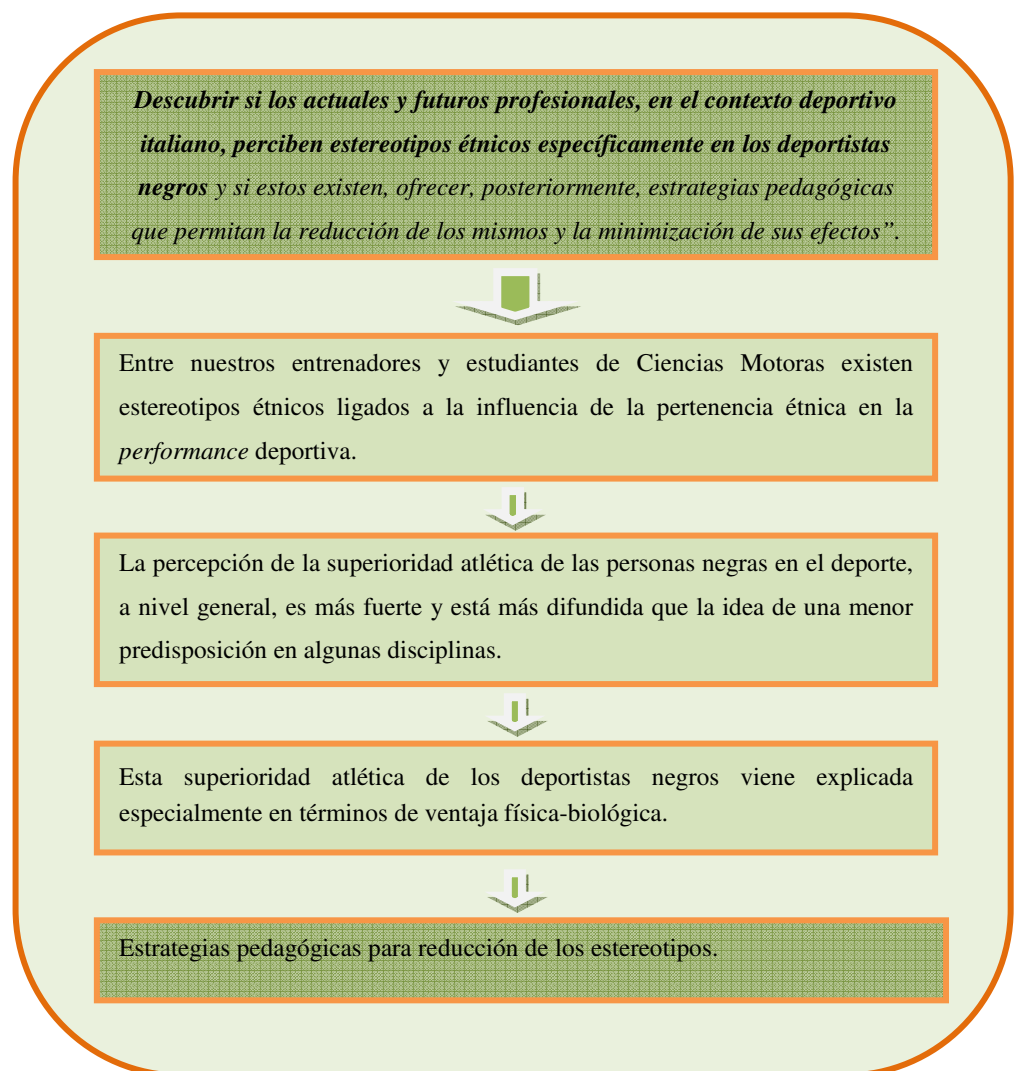 Descubrir si los actuales y futuros profesionales, en el contexto deportivo
italiano, perciben estereotipos étnicos específicamente en los deportistas
negros y si estos existen, ofrecer, posteriormente, estrategias pedagógicas
que permitan la reducción de los mismos y la minimización de sus efectos”.
Entre nuestros entrenadores y estudiantes de Ciencias Motoras existen
estereotipos étnicos ligados a la influencia de la pertenencia étnica en la
performance deportiva.
La percepción de la superioridad atlética de las personas negras en el deporte,
a nivel general, es más fuerte y está más difundida que la idea de una menor
predisposición en algunas disciplinas.
Esta superioridad atlética de los deportistas negros viene explicada
especialmente en términos de ventaja física-biológica.
Estrategias pedagógicas para reducción de los estereotipos.